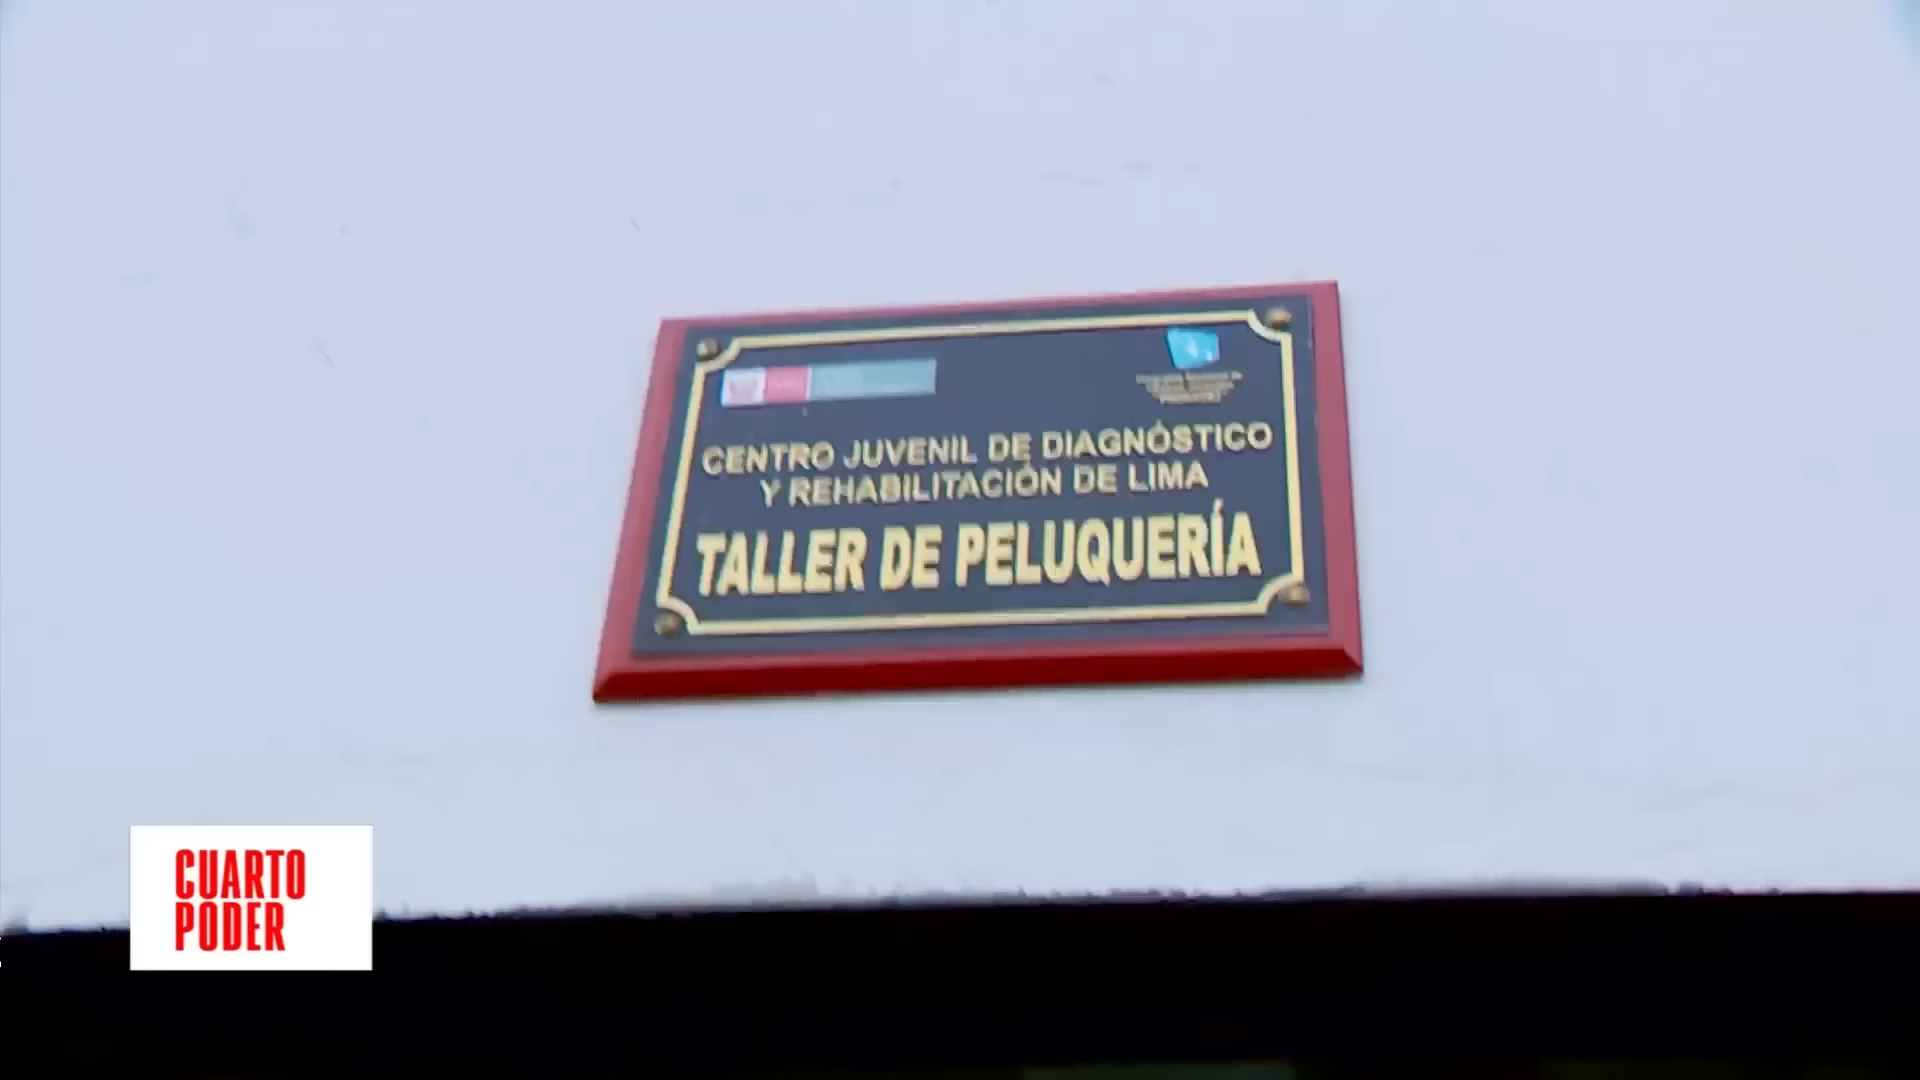 CENTRO JUVENIL DE DIAGNÓSTICO
Y REHABILITACIÓN DE LIMA
TALLER DE PELUQUERÍA
CUARTO
PODER